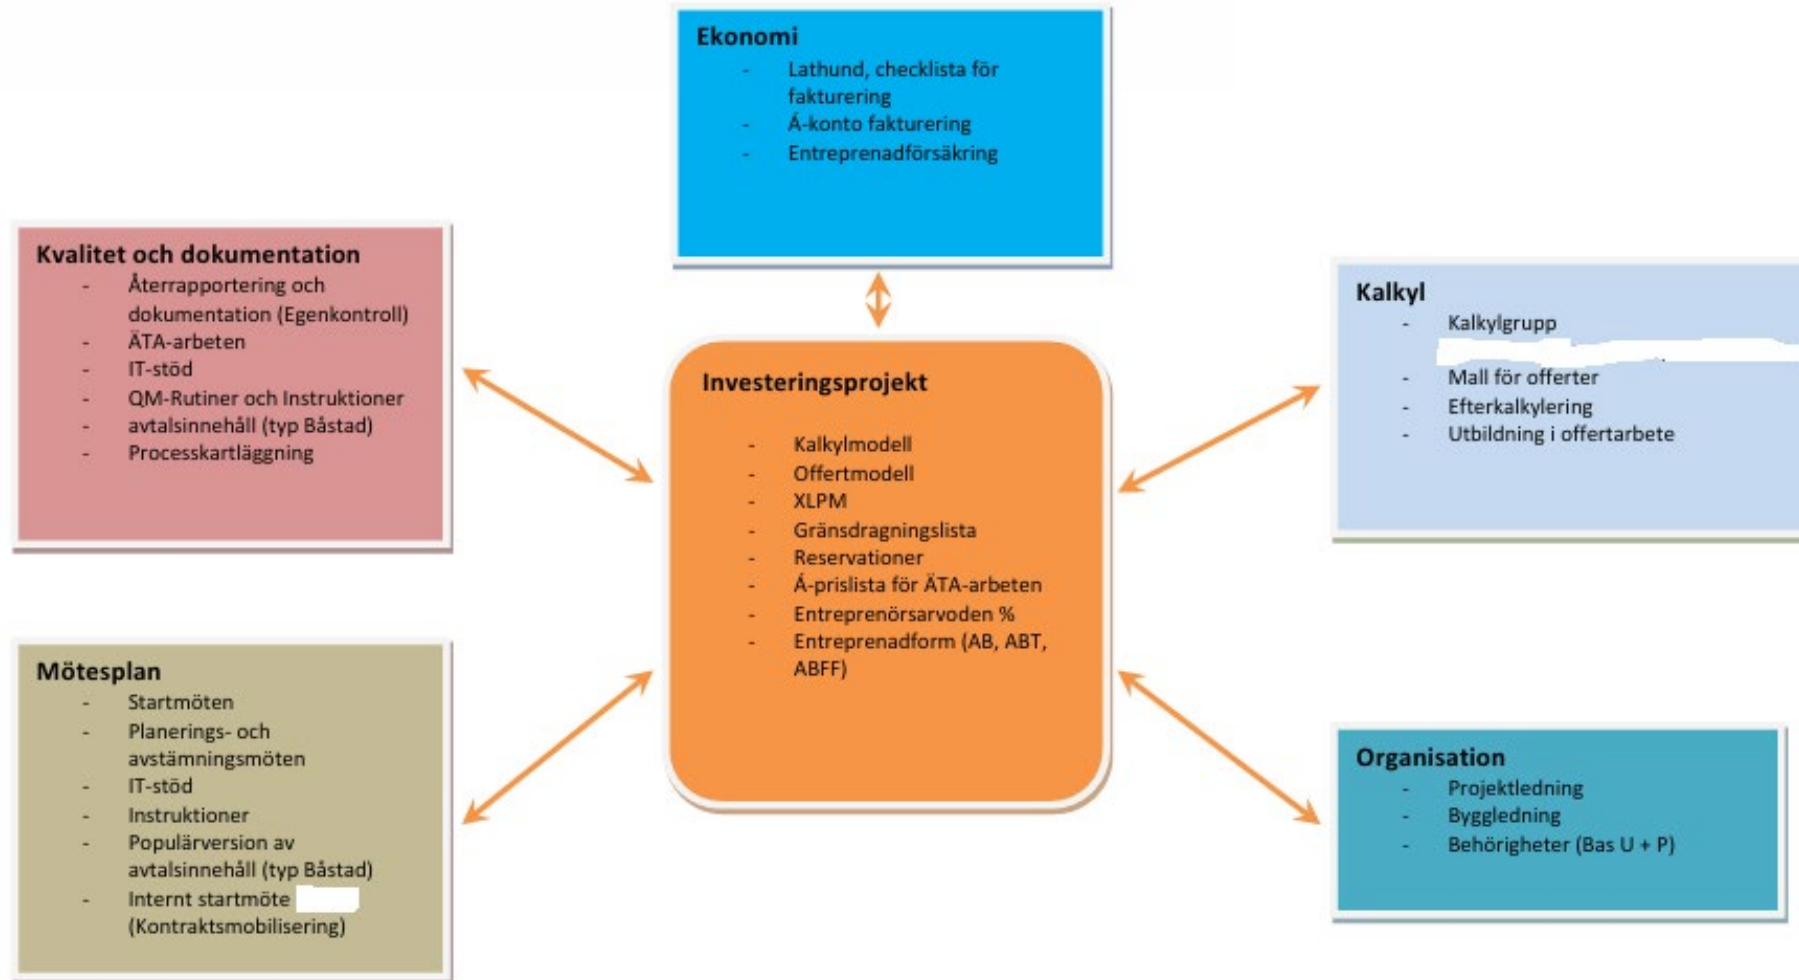 Ekonomi
- Lathund, checklista för
fakturering
- Á-konto fakturering
- Entreprenadförsäkring
Kvalitet och dokumentation
- Återrapportering och
dokumentation (Egenkontroll)
- ÄTA-arbeten
- IT-stöd
- QM-Rutiner och Instruktioner
- avtalsinnehåll (typ Båstad)
- Processkartläggning
Investeringsprojekt
- Kalkylmodell
- Offertmodell
- XLPM
- Gränsdragningslista
- Reservationer
- Á-prislista för ÄTA-arbeten
- Entreprenörsarvoden %
- Entreprenadform (AB, ABT,
ABFF)
Kalkyl
- Kalkylgrupp
- Mall för offerter
- Efterkalkylering
- Utbildning i offertarbete
Mötesplan
- Startmöten
- Planerings- och
avstämningsmöten
- IT-stöd
- Instruktioner
- Populärversion av
avtalsinnehåll (typ Båstad)
- Internt startmöte
(Kontraktsmobilisering)
Organisation
- Projektledning
- Byggledning
- Behörigheter (Bas U + P)